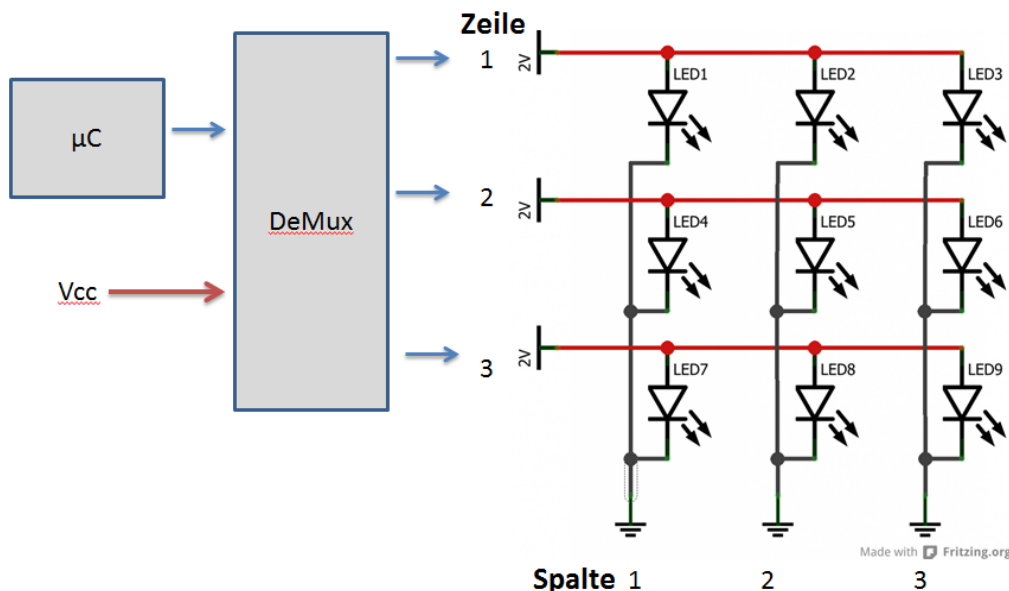 Zeile
1
2V
LED1
LED2
LED3
µC
2
2V
DeMux
LED4
LED5
LED6
Vcc
3
2V
LED7
LED8
LED9
Made with Fritzing.org
Spalte 1 2 3